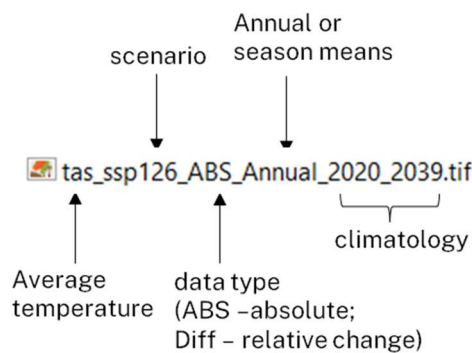 Annual or
season means
scenario
tas_ssp126_ABS_Annual_2020_2039.tif
climatology
Average
temperature
data type
(ABS –absolute;
Diff – relative change)